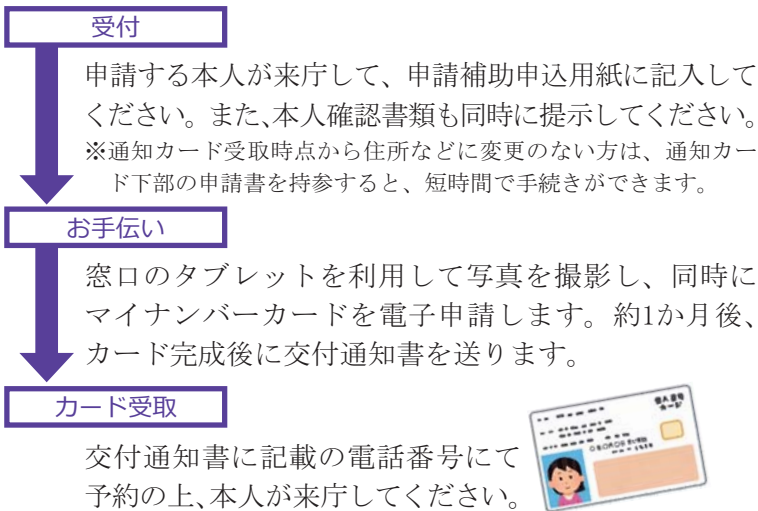 受付
申請する本人が来庁して、申請補助申込用紙に記入して
ください。また、本人確認書類も同時に提示してください。
※通知カード受取時点から住所などに変更のない方は、通知カー
ド下部の申請書を持参すると、短時間で手続きができます。
お手伝い
窓口のタブレットを利用して写真を撮影し、同時に
マイナンバーカードを電子申請します。約1か月後、
カード完成後に交付通知書を送ります。
カード受取
交付通知書に記載の電話番号にて
予約の上、本人が来庁してください。
個人番号
カード